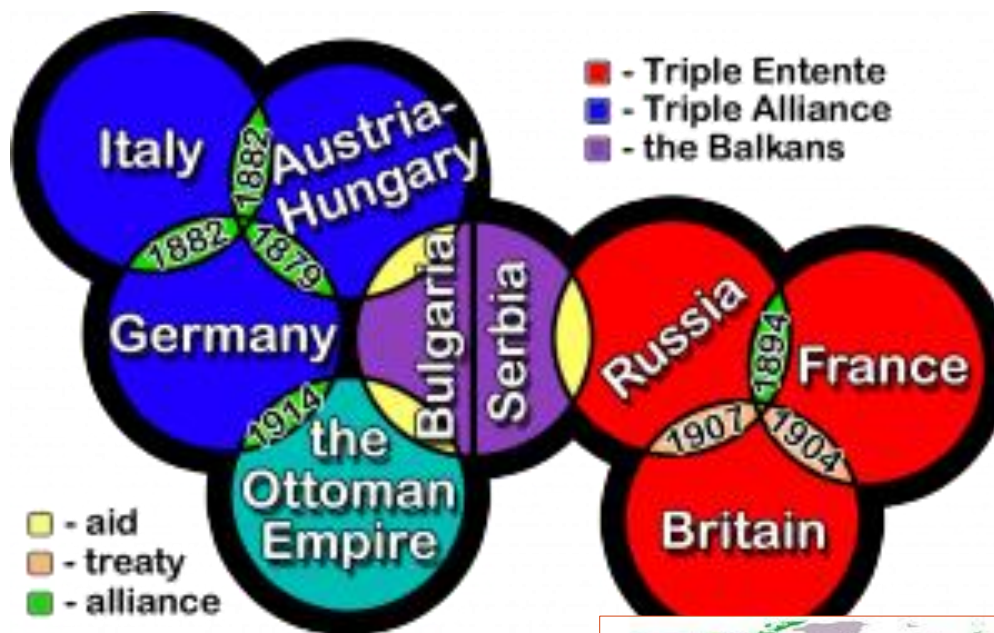 Italy
1882
Austria-
Hungary
- Triple Entente
- Triple Alliance
- the Balkans
1882
1879
Germany
Bulgaria
Serbia
Russia
1894
France
1914
1907
1904
the
Ottoman
Empire
Britain
- aid
- treaty
- alliance